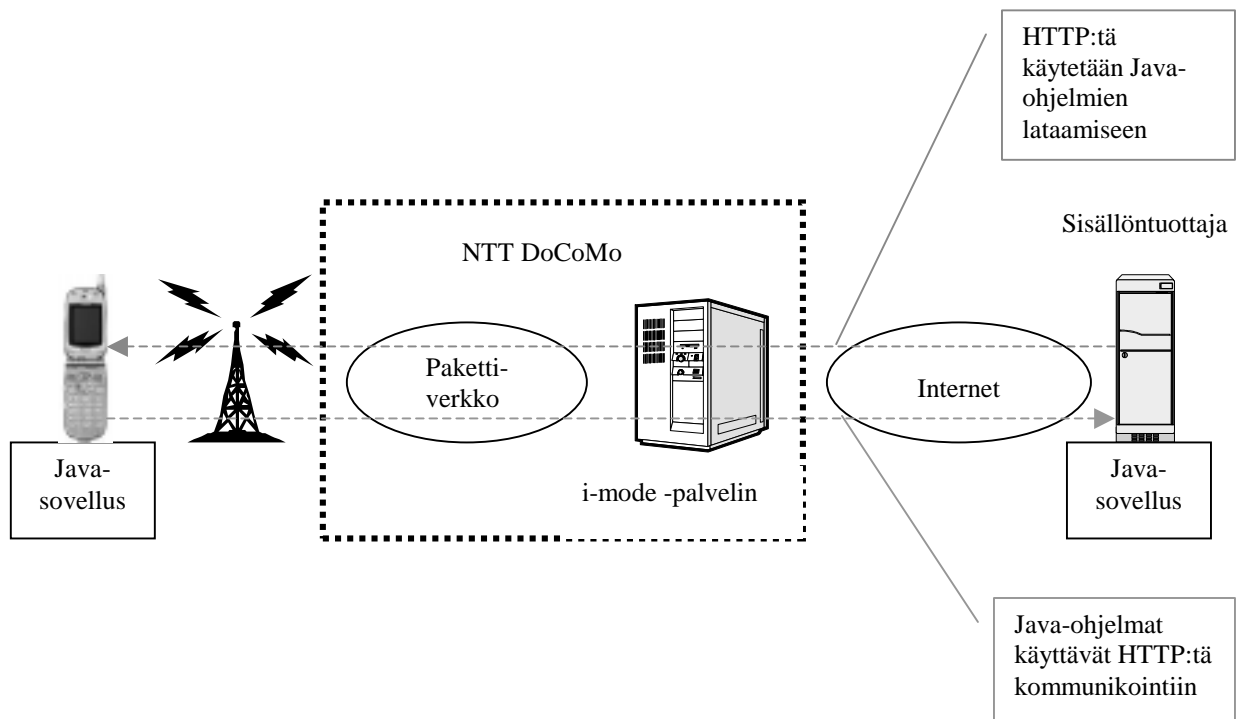 HTTP:tä
käytetään Java-
ohjelmien
lataamiseen
Sisällöntuottaja
NTT DoCoMo
Paketti-
verkko
Internet
Java-
sovellus
i-mode -palvelin
Java-
sovellus
Java-ohjelmat
käyttävät HTTP:tä
kommunikointiin